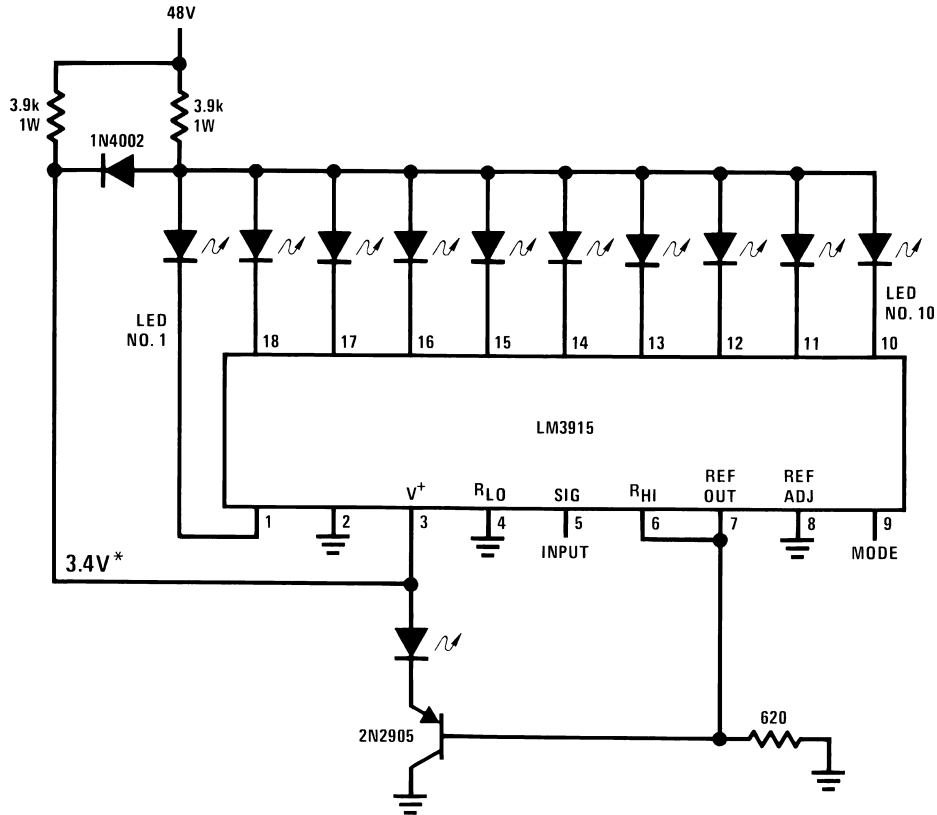 48V
3.9k
1W
3.9k
1W
1N4002
LED
NO. 1
LED
NO. 10
18
17
16
15
14
13
12
11
10
LM3915
V+
RLO
SIG
RHI
REF
OUT
REF
ADJ
1
2
3
4
5
6
7
8
9
INPUT
MODE
3.4V*
2N2905
620